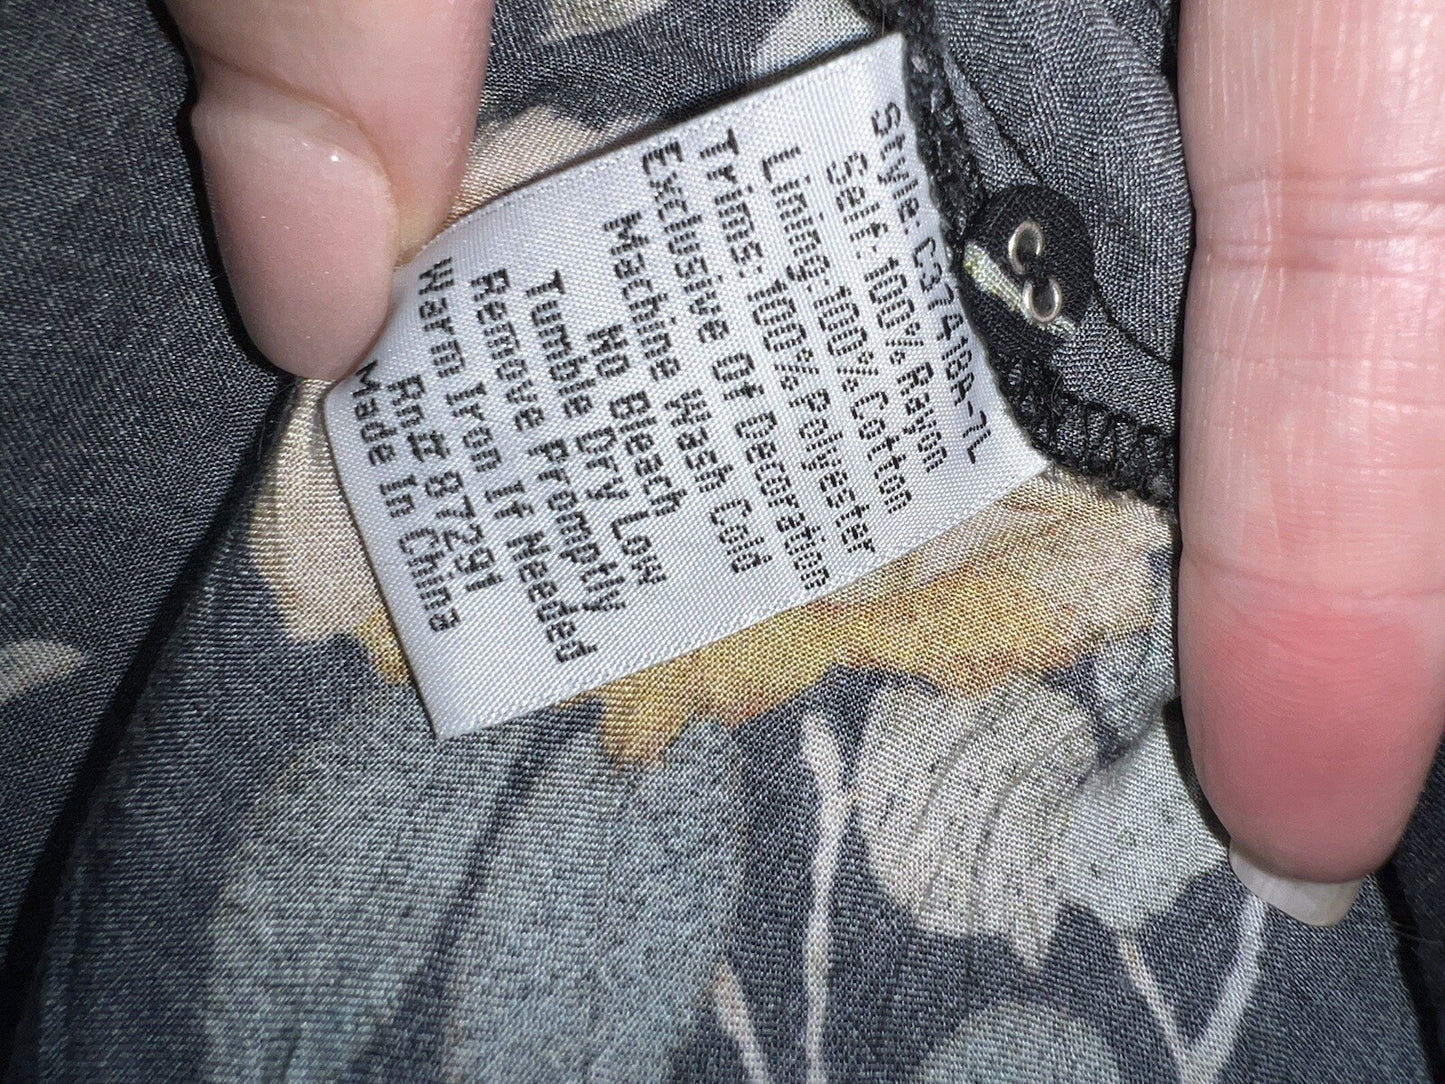 Style: C37418A-7L
Self: 100% Rayon
Lining: 100% Cotton
Trims: 100% Polyester
Exclusive Of Decoration
Machine Wash Cold
No Bleach
Tumble Dry Low
Remove Promptly
Warm Iron If Needed
Rn# 87291
Made In China